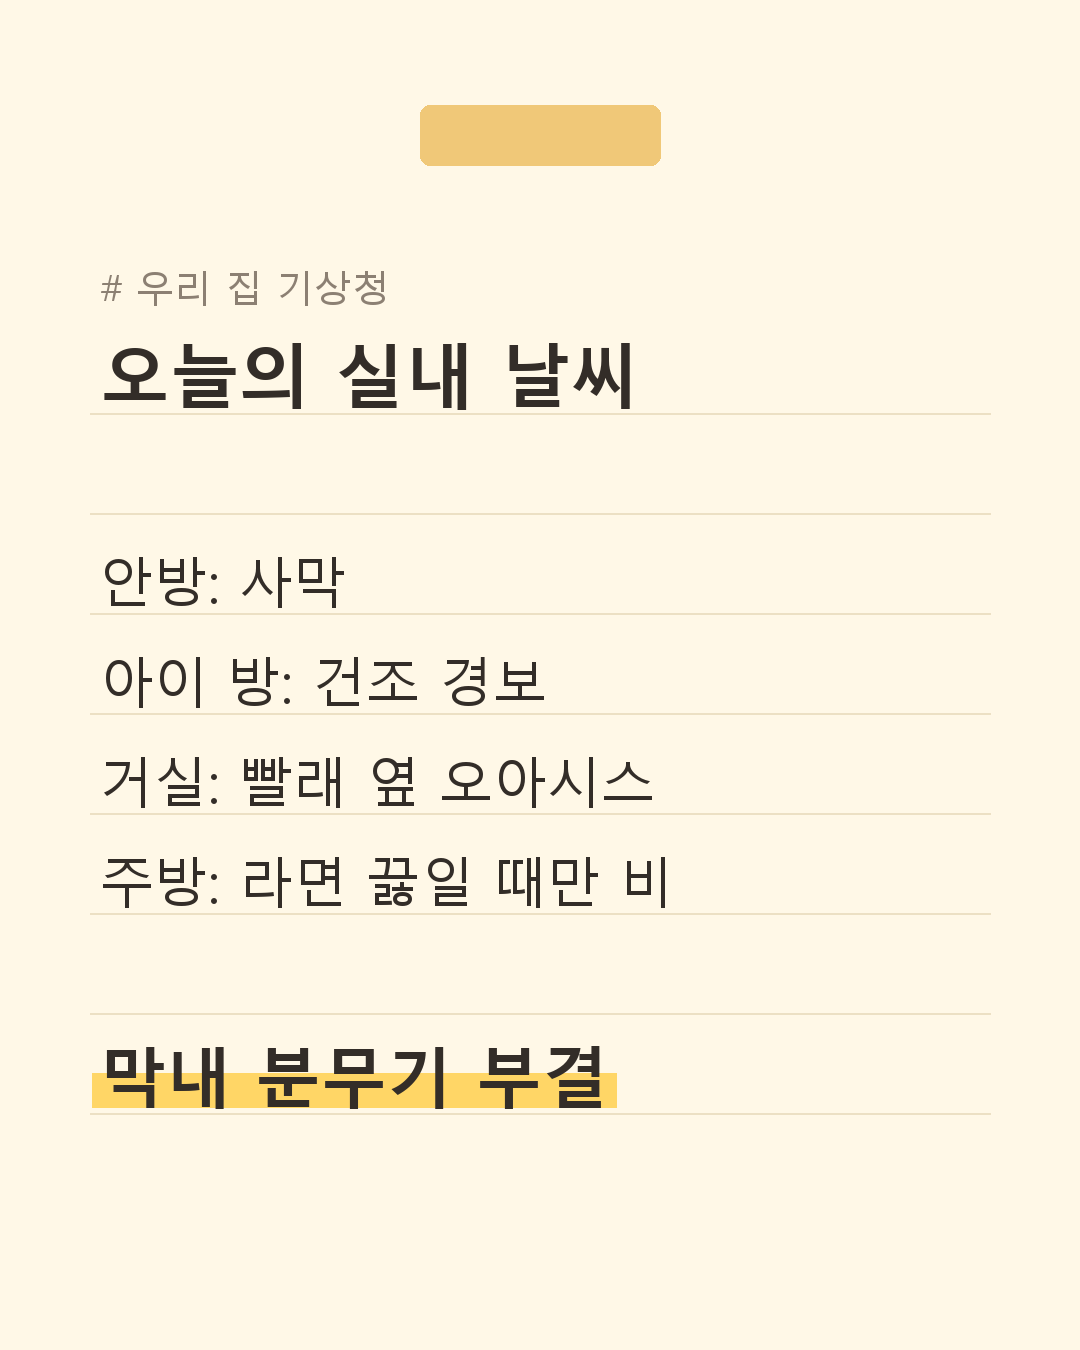 # 우리 집 기상청
오늘의 실내 날씨
안방: 사막
아이 방: 건조 경보
거실: 빨래 옆 오아시스
주방: 라면 끓일 때만 비
막내 분무기 부결